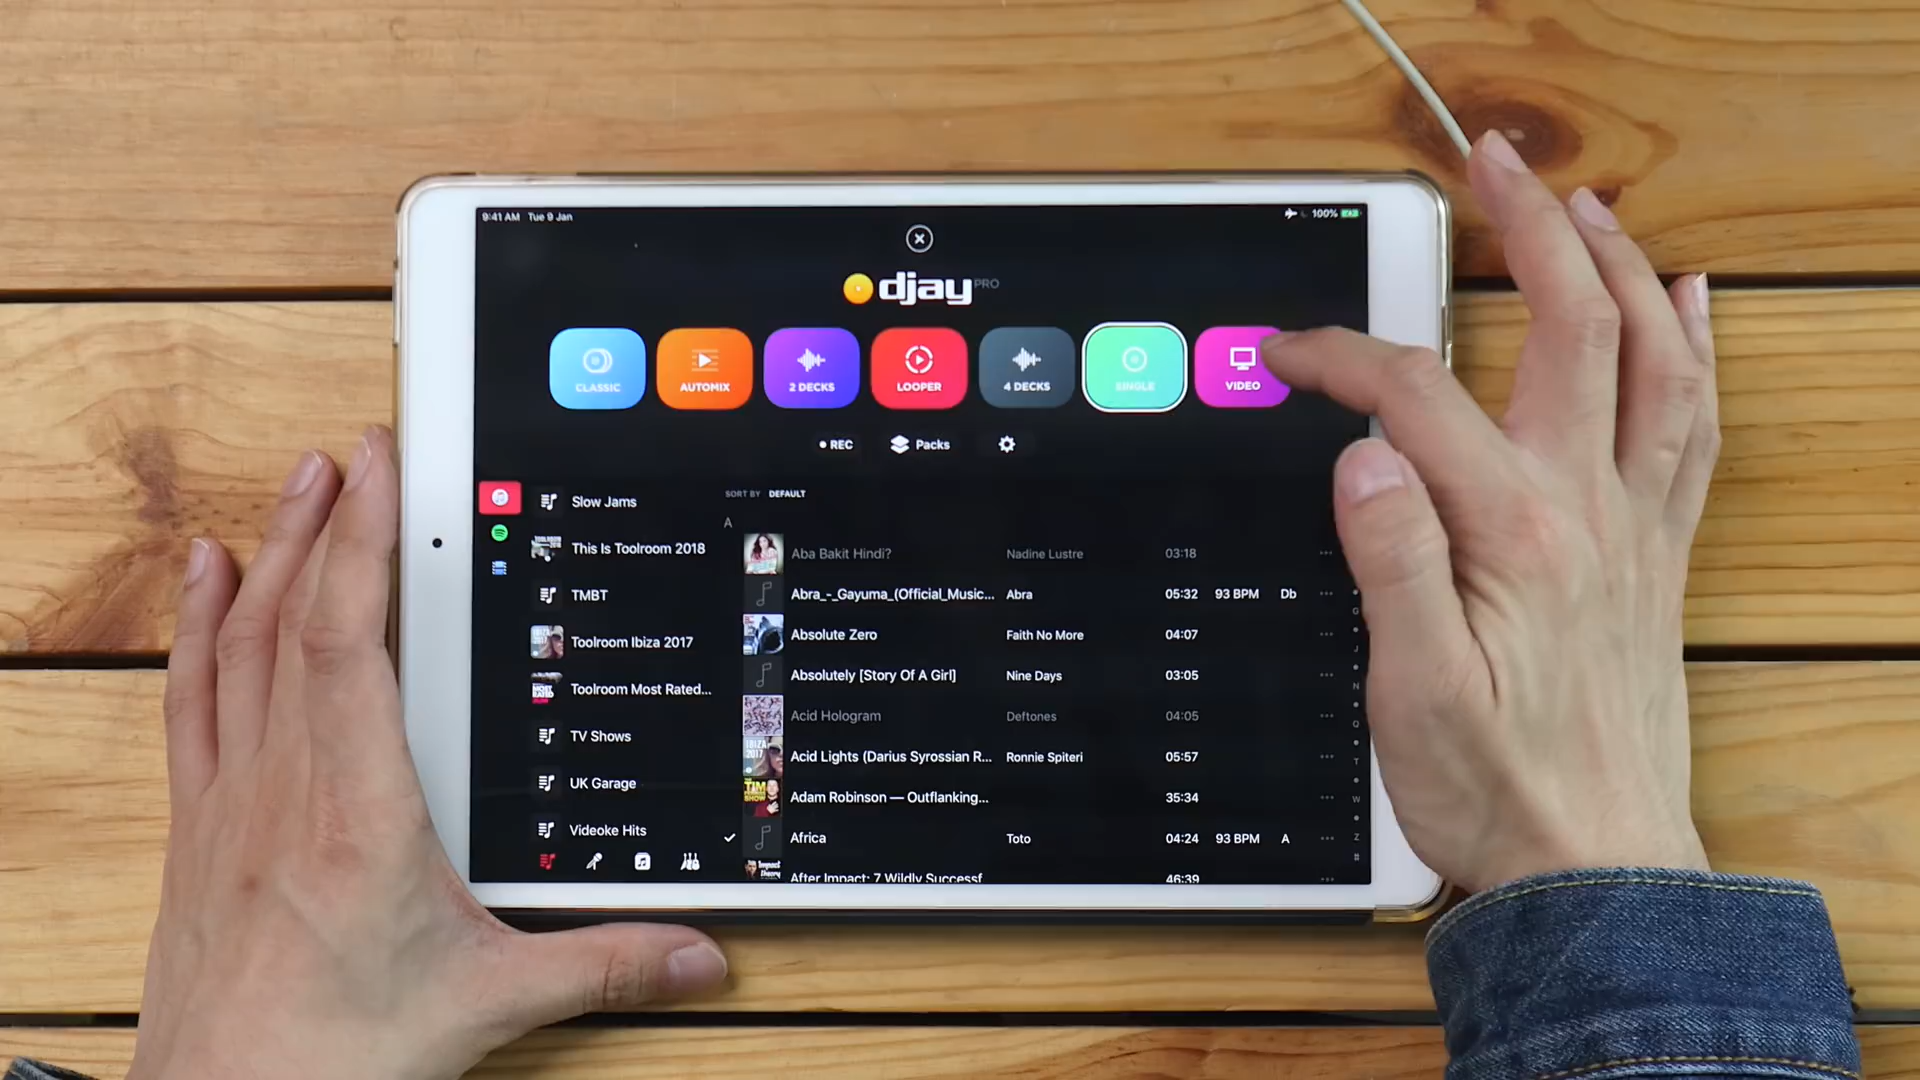 9:41 AM Tue 9 Jan 100%
djay PRO
CLASSIC AUTOMIX 2 DECKS LOOPER 4 DECKS SINGLE VIDEO
REC Packs
SORT BY DEFAULT
Slow Jams
A
This Is Toolroom 2018
Aba Bakit Hindi? Nadine Lustre 03:18
TMBT
Abra_-_Gayuma_(Official_Music... Abra 05:32 93 BPM Db
Toolroom Ibiza 2017
Absolute Zero Faith No More 04:07
Toolroom Most Rated...
Absolutely [Story Of A Girl] Nine Days 03:05
TV Shows
Acid Hologram Deftones 04:05
UK Garage
Acid Lights (Darius Syrossian R... Ronnie Spiteri 05:57
Videoke Hits
Adam Robinson — Outflanking... 35:34
Africa Toto 04:24 93 BPM A
After Impact: 7 Wildly Successf 46:39
G
J
N
Q
T
W
Z
#